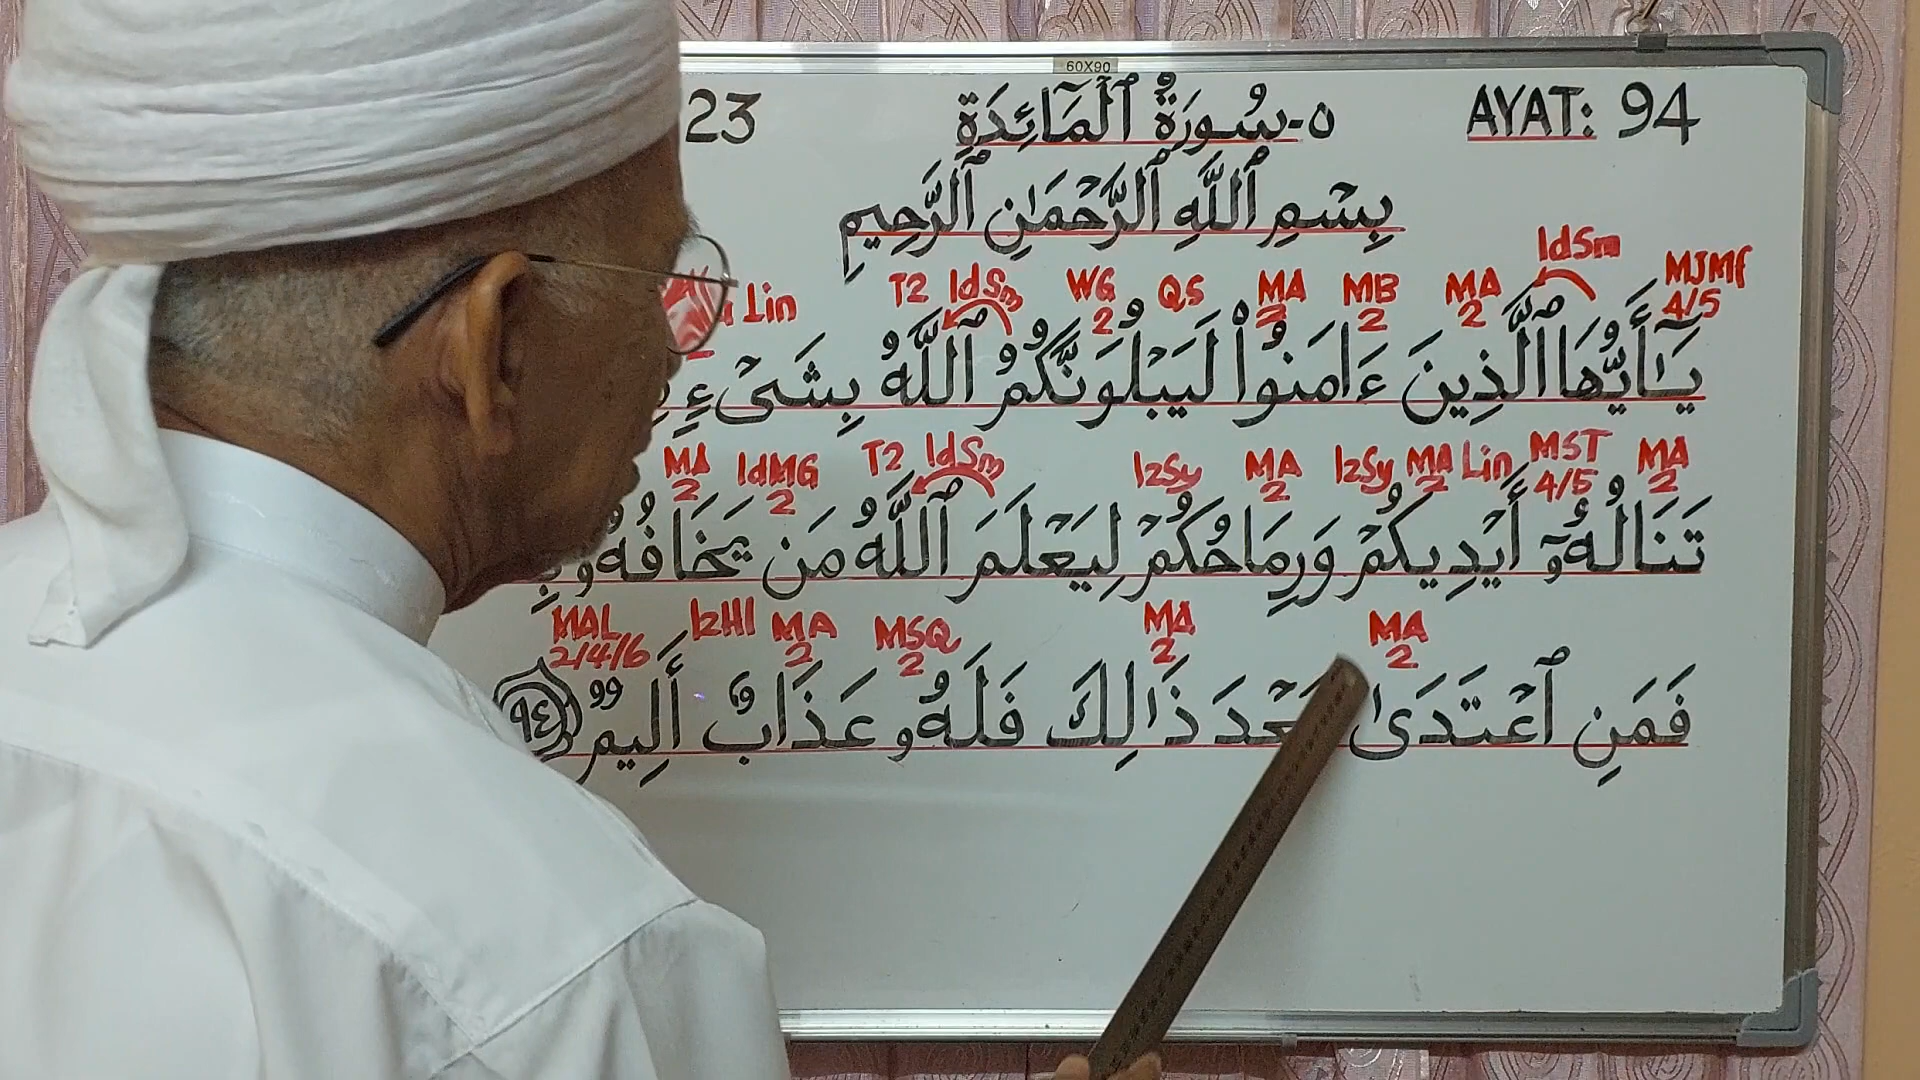 60X90
23 ٥-سُورَةُ ٱلْمَآئِدَةِ AYAT: 94
بِسْمِ ٱللَّهِ ٱلرَّحْمَٰنِ ٱلرَّحِيمِ
Lin T2 IdSm WG 2 QS MA 2 MB 2 MA 2 IdSm MJMf 4/5
يَـٰٓأَيُّهَا ٱلَّذِينَ ءَامَنُوا۟ لَيَبْلُوَنَّكُمُ ٱللَّهُ بِشَىْءٍ
MA 2 IdMG 2 T2 IdSm IzSy MA 2 IzSy MA 2 Lin MST 4/5 MA 2
تَنَالُهُۥٓ أَيْدِيكُمْ وَرِمَاحُكُمْ لِيَعْلَمَ ٱللَّهُ مَن يَخَافُهُۥ
MAL 2/4/6 IzHl MA 2 MSQ 2 MA 2 MA 2
فَمَنِ ٱعْتَدَىٰ ذَٰلِكَ فَلَهُۥ عَذَابٌ أَلِيمٌ ٩٤